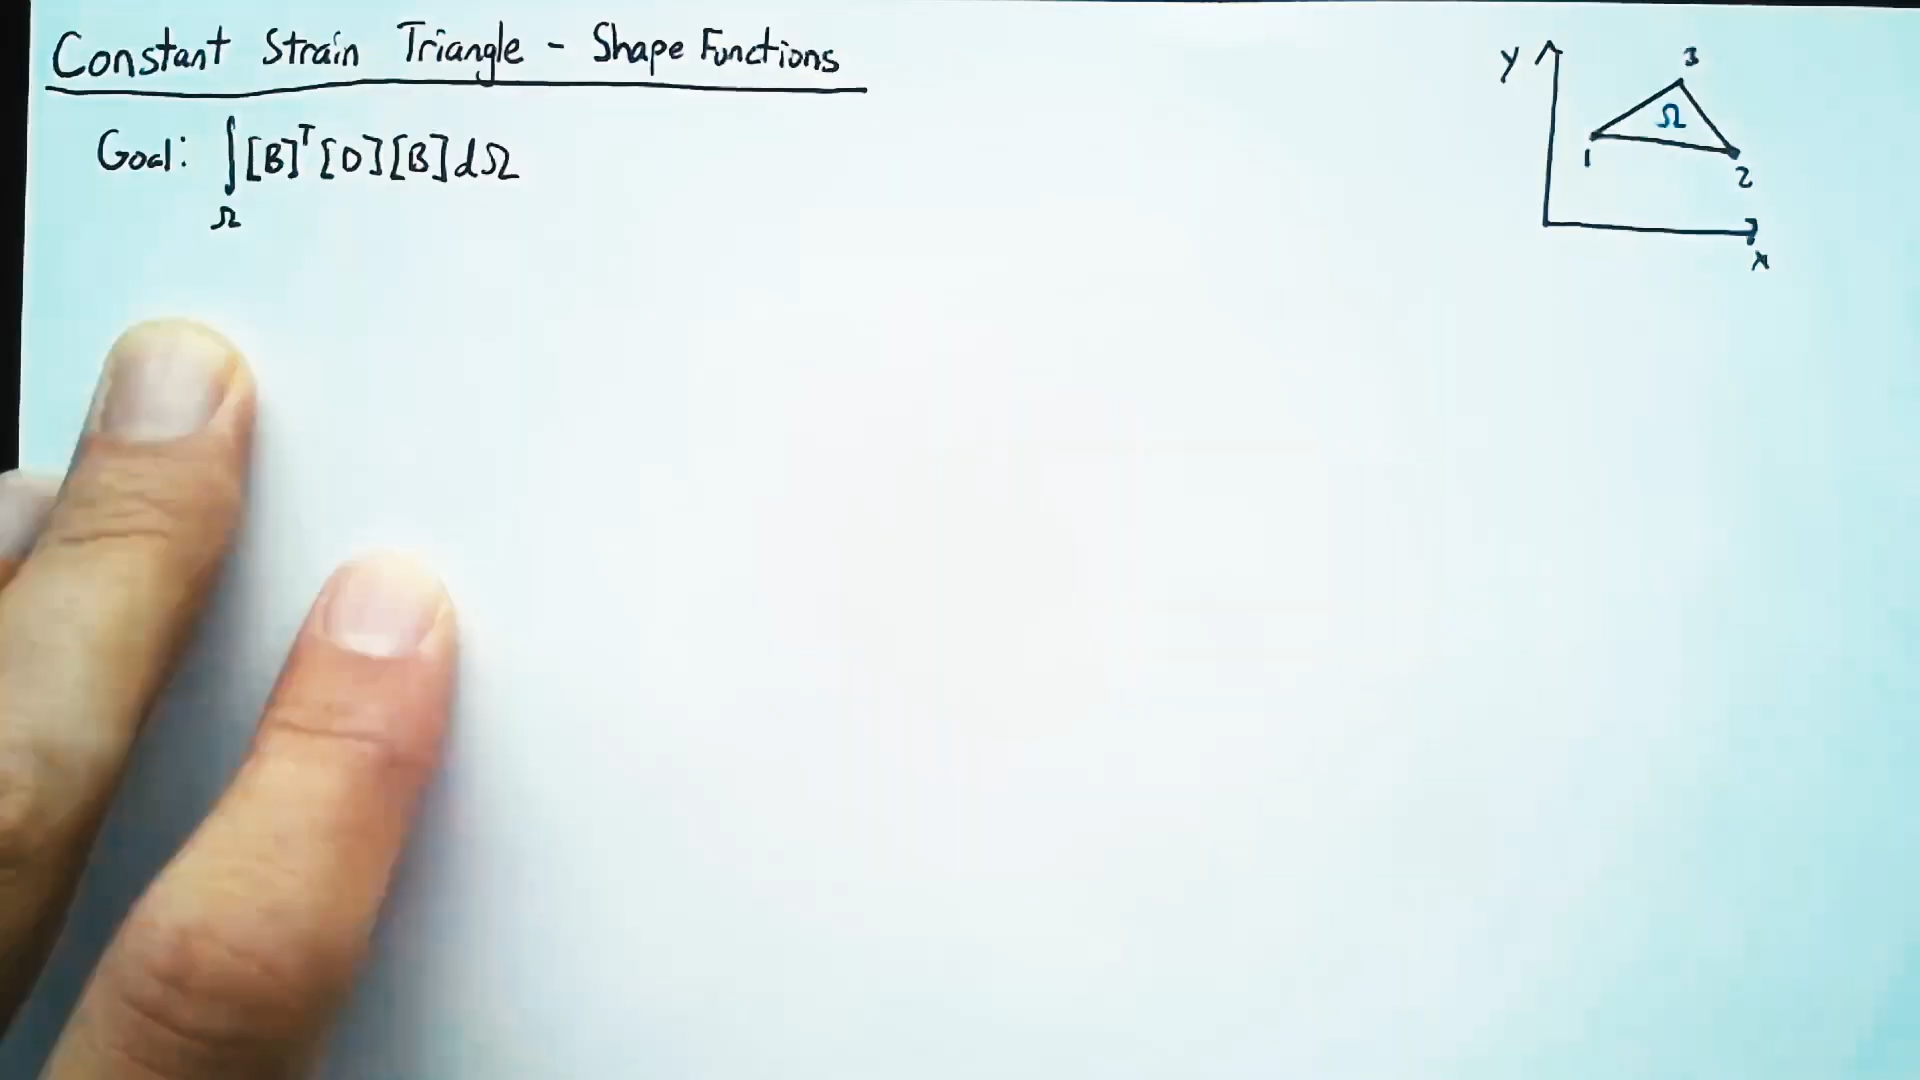 Constant Strain Triangle - Shape Functions
Goal: ∫[B]ᵀ[D][B]dΩ
Ω
y
3
Ω
1
2
x